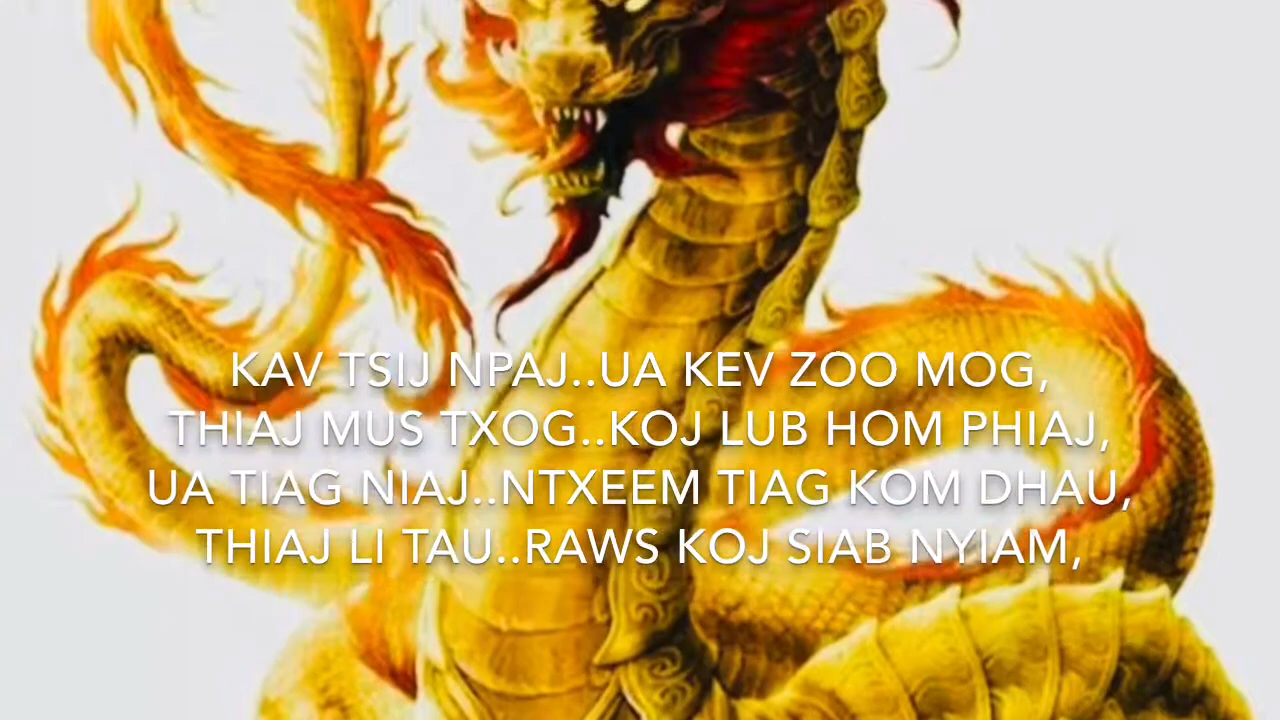 KAV TSIJ NPAJ..UA KEV ZOO MOG,
THIAJ MUS TXOG..KOJ LUB HOM PHIAJ,
UA TIAG NIAJ..NTXEEM TIAG KOM DHAU,
THIAJ LI TAU..RAWS KOJ SIAB NYIAM,